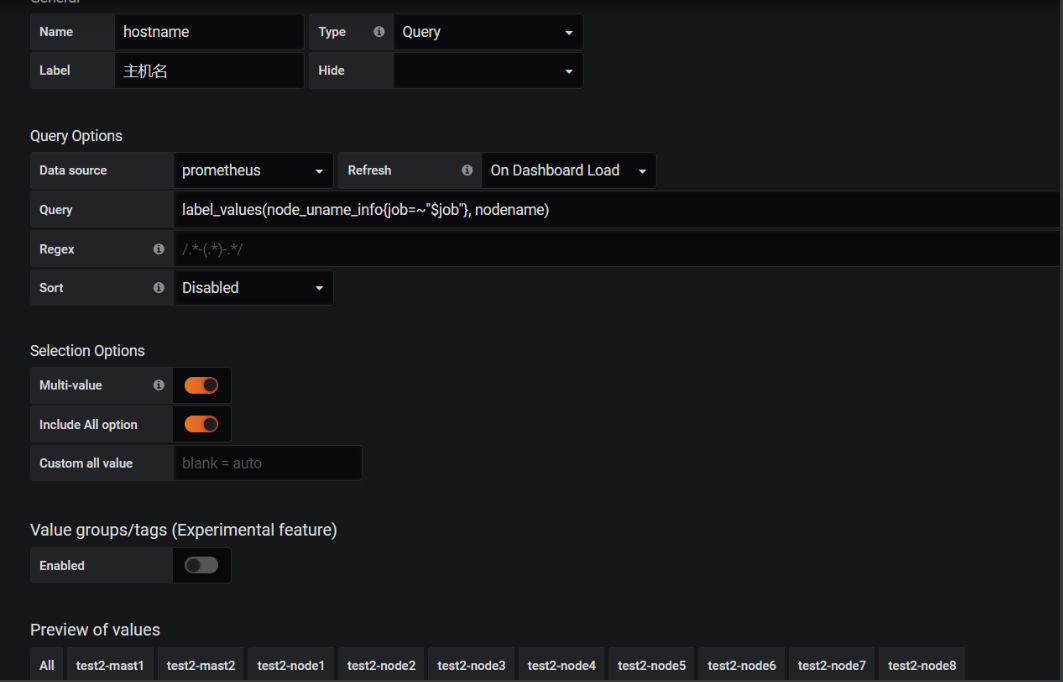 General
Name hostname Type Query
Label 主机名 Hide
Query Options
Data source prometheus Refresh On Dashboard Load
Query label_values(node_uname_info{job=~"$job"}, nodename)
Regex /.*-(.*)-.*/
Sort Disabled
Selection Options
Multi-value
Include All option
Custom all value blank = auto
Value groups/tags (Experimental feature)
Enabled
Preview of values
All test2-mast1 test2-mast2 test2-node1 test2-node2 test2-node3 test2-node4 test2-node5 test2-node6 test2-node7 test2-node8